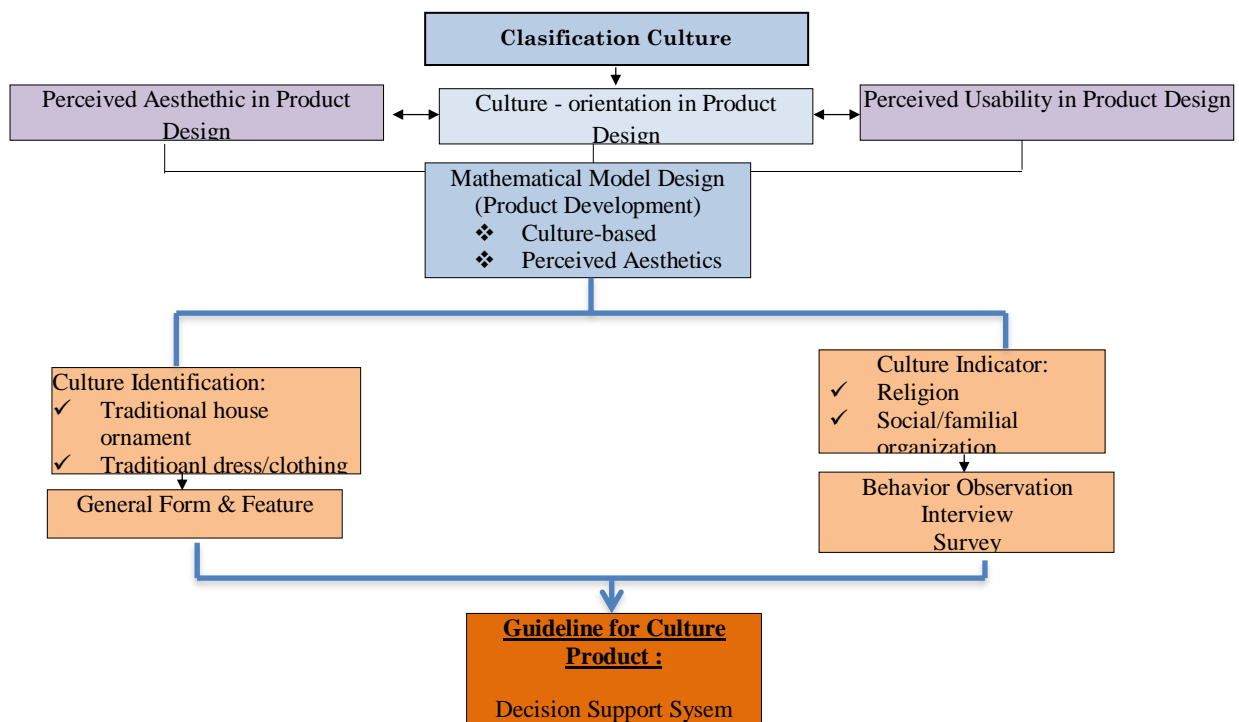 Clasification Culture
Perceived Aesthethic in Product
Design
Culture - orientation in Product
Design
Perceived Usability in Product Design
Mathematical Model Design
(Product Development)
❖ Culture-based
❖ Perceived Aesthetics
Culture Identification:
✓ Traditional house
ornament
✓ Traditioanl dress/clothing
General Form & Feature
Culture Indicator:
✓ Religion
✓ Social/familial
organization
Behavior Observation
Interview
Survey
Guideline for Culture
Product :
Decision Support Sysem